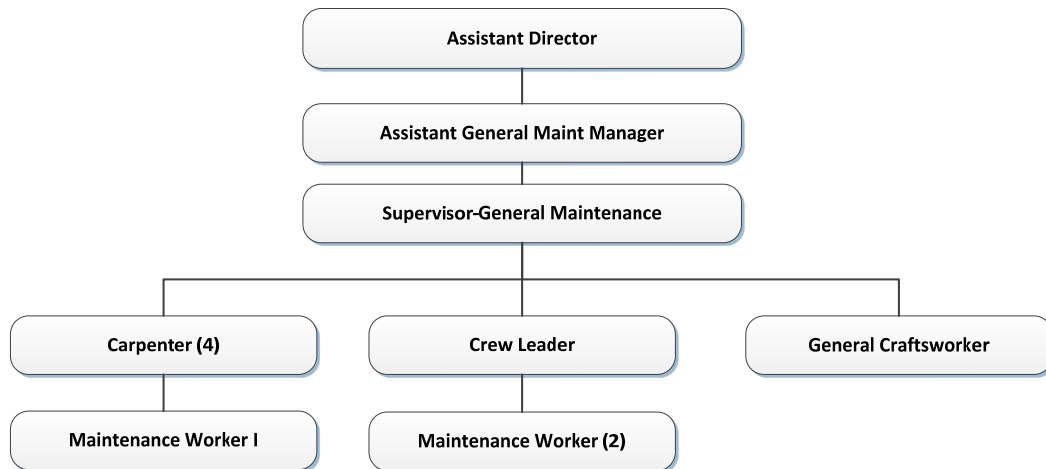 Assistant Director
Assistant General Maint Manager
Supervisor-General Maintenance
Carpenter (4)
Crew Leader
General Craftsworker
Maintenance Worker I
Maintenance Worker (2)